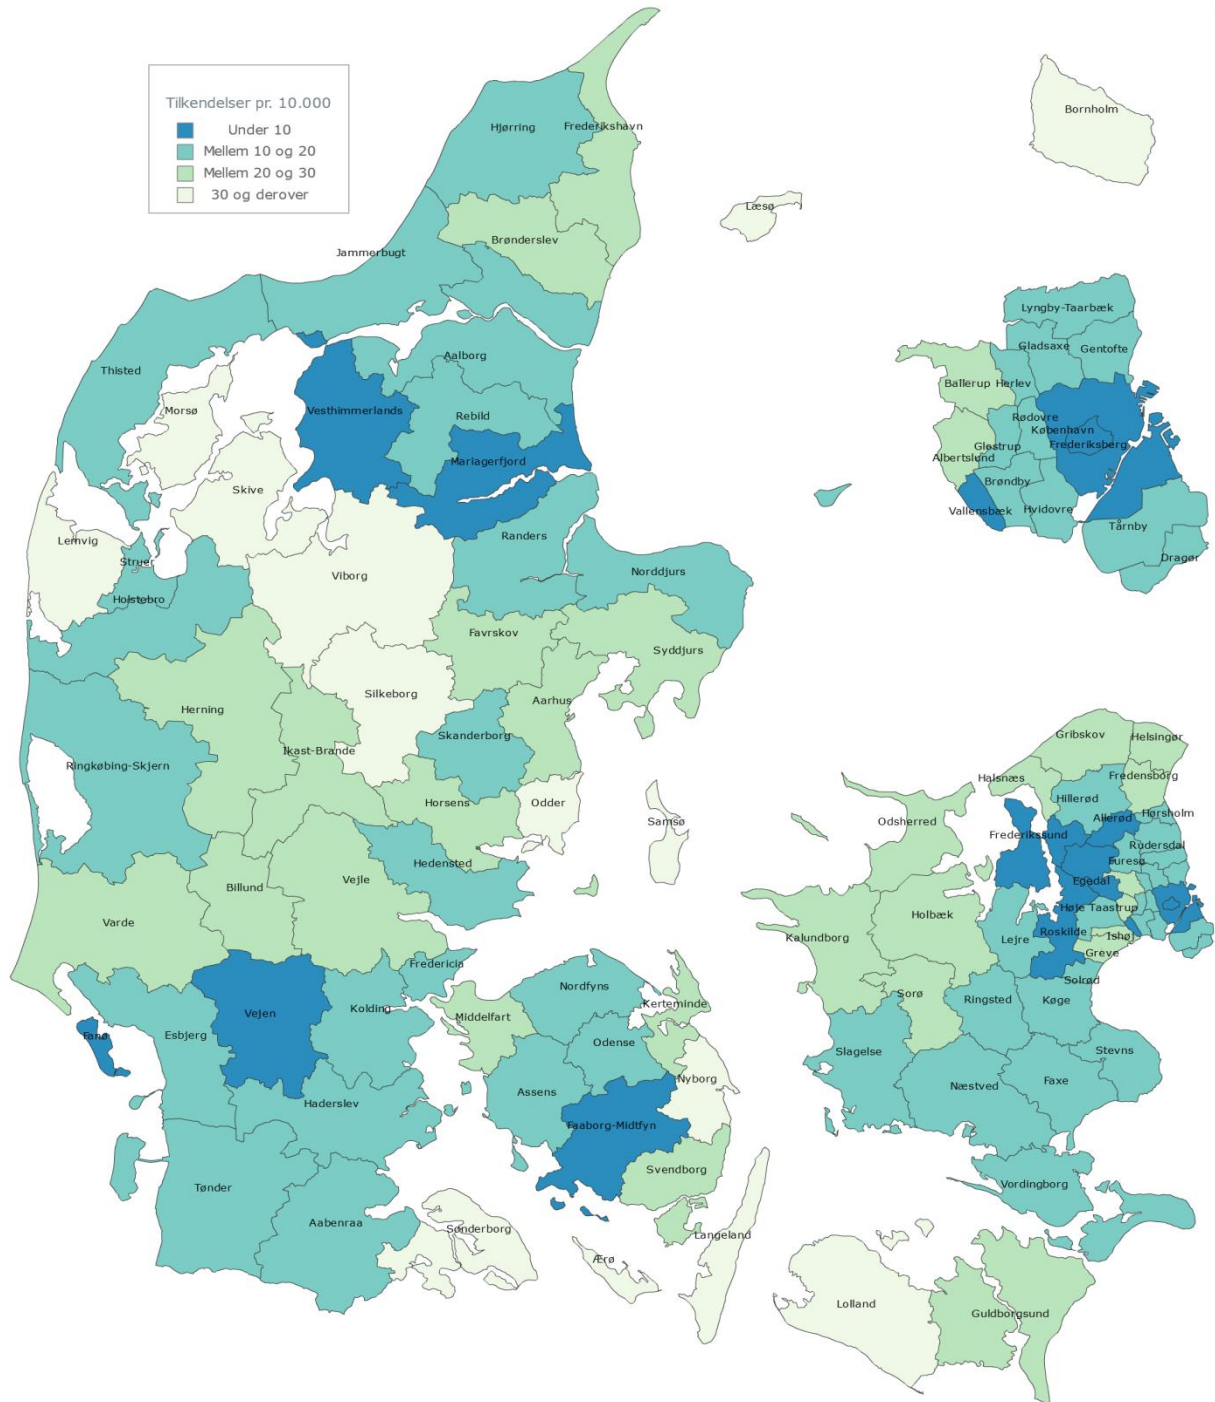 Tilkendelser pr. 10.000
Under 10
Mellem 10 og 20
Mellem 20 og 30
30 og derover
Hjørring
Frederikshavn
Bornholm
Læsø
Brønderslev
Jammerbugt
Lyngby-Taarbæk
Gladsaxe
Gentofte
Aalborg
Thisted
Ballerup
Herlev
Morsø
Vesthimmerlands
Rebild
Rødovre
København
Gløstrup
Frederiksberg
Albertslund
Mariagerfjord
Brøndby
Skive
Vallensbæk
Hvidovre
Tårnby
Lemvig
Randers
Dragør
Struer
Viborg
Norddjurs
Holstebro
Favrskov
Syddjurs
Silkeborg
Aarhus
Herning
Skanderborg
Gribskov
Helsingør
Ikast-Brande
Ringkøbing-Skjern
Halsnæs
Fredensborg
Horsens
Odder
Hillerød
Samsø
Odsherred
Allerød
Hørsholm
Frederikssund
Rudersdal
Hedensted
Furesø
Vejle
Egedal
Billund
Høje Taastrup
Varde
Holbæk
Roskilde
Ishøj
Kalundborg
Lejre
Greve
Fredericia
Solrød
Nordfyns
Sorø
Ringsted
Køge
Kerteminde
Kolding
Vejen
Middelfart
Fanø
Esbjerg
Odense
Slagelse
Stevns
Nyborg
Faxe
Næstved
Assens
Haderslev
Faaborg-Midtfyn
Svendborg
Vordingborg
Tønder
Aabenraa
Sønderborg
Langeland
Ærø
Lolland
Guldborgsund